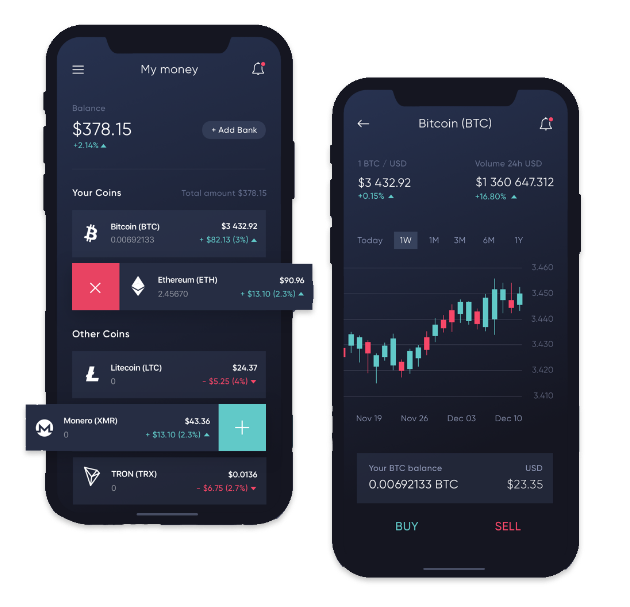 My money
Balance
$378.15
+ Add Bank
+2.14%
Your Coins Total amount $378.15
Bitcoin (BTC) $3 432.92
0.00692133 + $82.13 (3%)
Ethereum (ETH) $90.96
2.45670 + $13.10 (2.3%)
Other Coins
Litecoin (LTC) $24.37
0 - $5.25 (4%)
Monero (XMR) $43.36
0 + $13.10 (2.3%)
TRON (TRX) $0.0136
0 - $6.75 (2.7%)
Bitcoin (BTC)
1 BTC / USD Volume 24h USD
$3 432.92 $1 360 647.312
+0.15% +16.80%
Today 1W 1M 3M 6M 1Y
3.460
3.450
3.440
3.430
3.420
3.410
Nov 19 Nov 26 Dec 03 Dec 10
Your BTC balance USD
0.00692133 BTC $23.35
BUY SELL